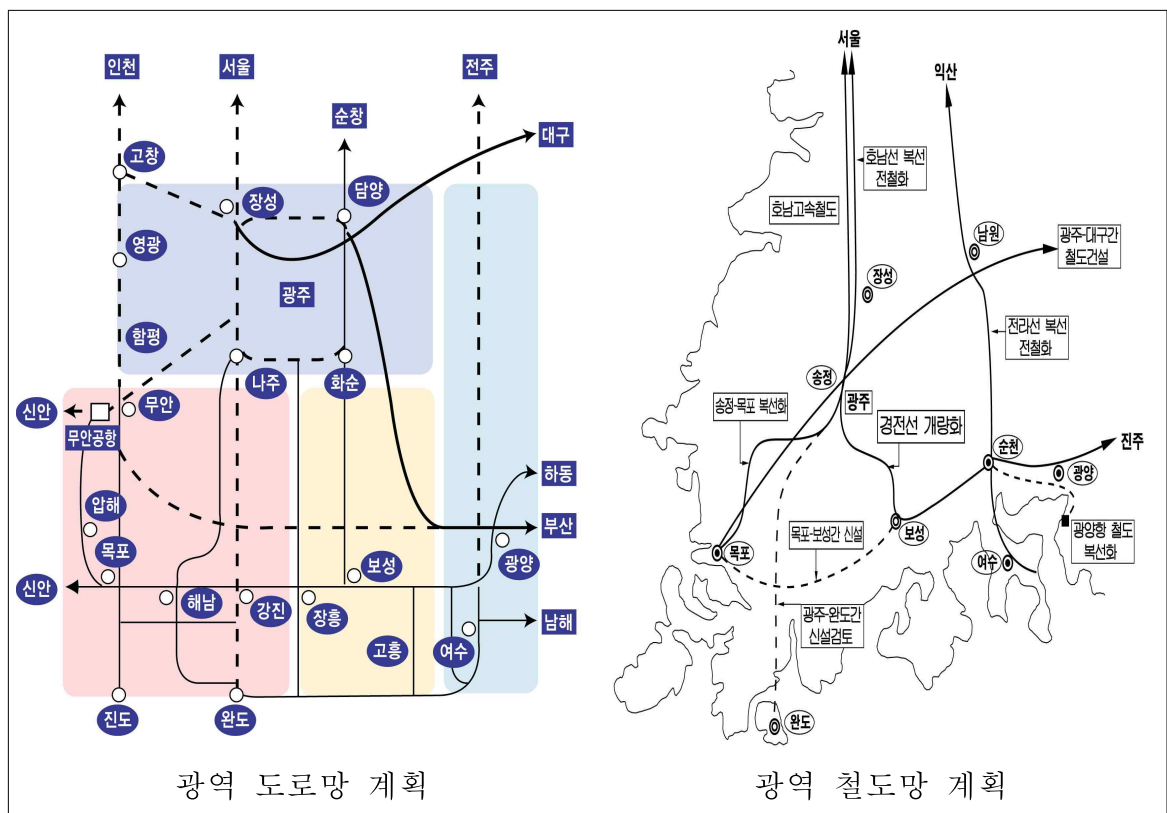 인천
서울
전주
순창
대구
고창
장성
담양
영광
광주
함평
나주
화순
신안
무안
무안공항
하동
압해
부산
목포
보성
광양
신안
해남
강진
장흥
남해
고흥
여수
진도
완도
광역 도로망 계획
서울
익산
호남선 복선
전철화
호남고속철도
남원
광주-대구간
철도건설
장성
전라선 복선
전철화
송정
송정-목포 복선화
광주
경전선 개량화
순천
진주
광양
목포
목포-보성간 신설
보성
광양항 철도
복선화
여수
광주-완도간
신설검토
완도
광역 철도망 계획